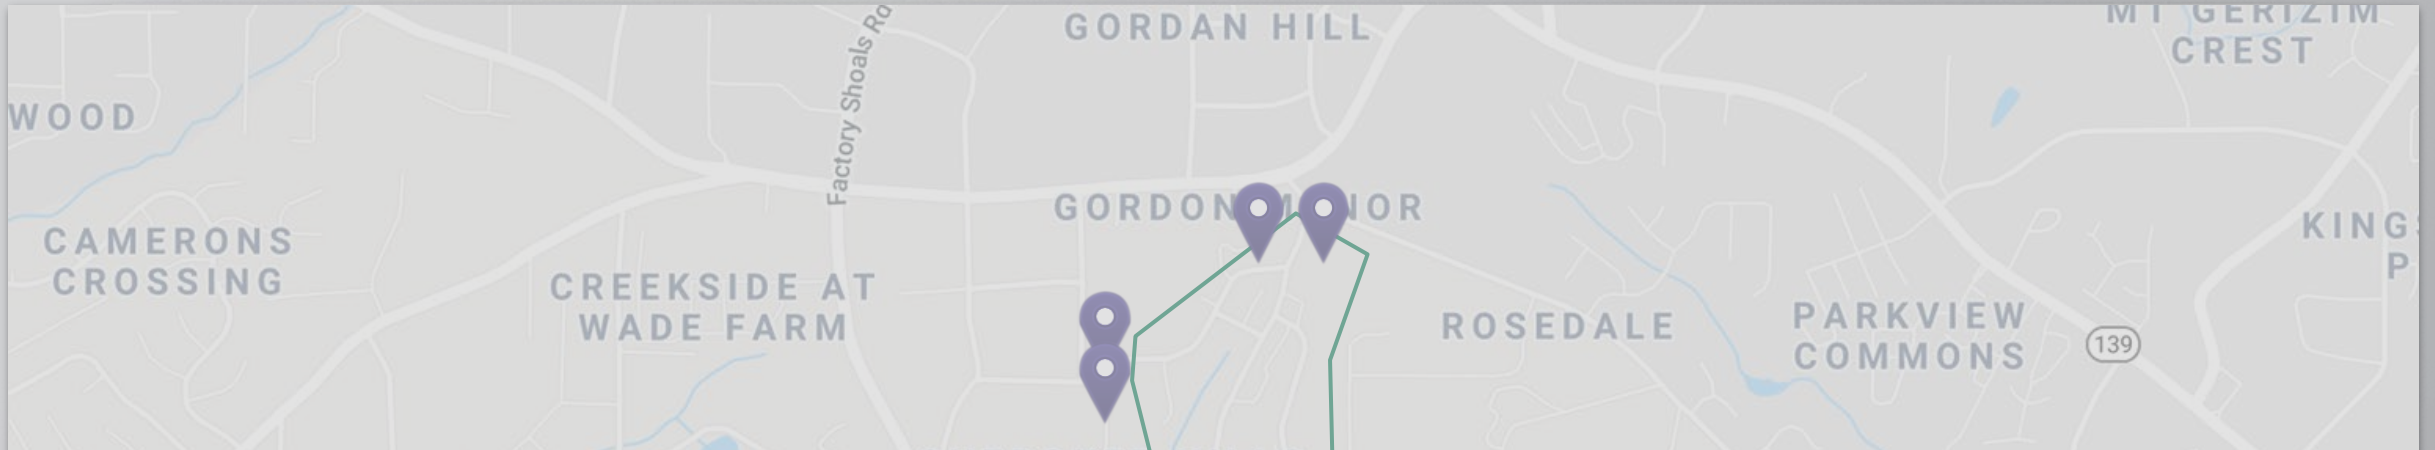 MT GERIZIM
CREST
GORDAN HILL
Factory Shoals Rd
WOOD
GORDON M NOR
CAMERONS
CROSSING
KINGS
P
CREEKSIDE AT
WADE FARM
ROSEDALE
PARKVIEW
COMMONS
139